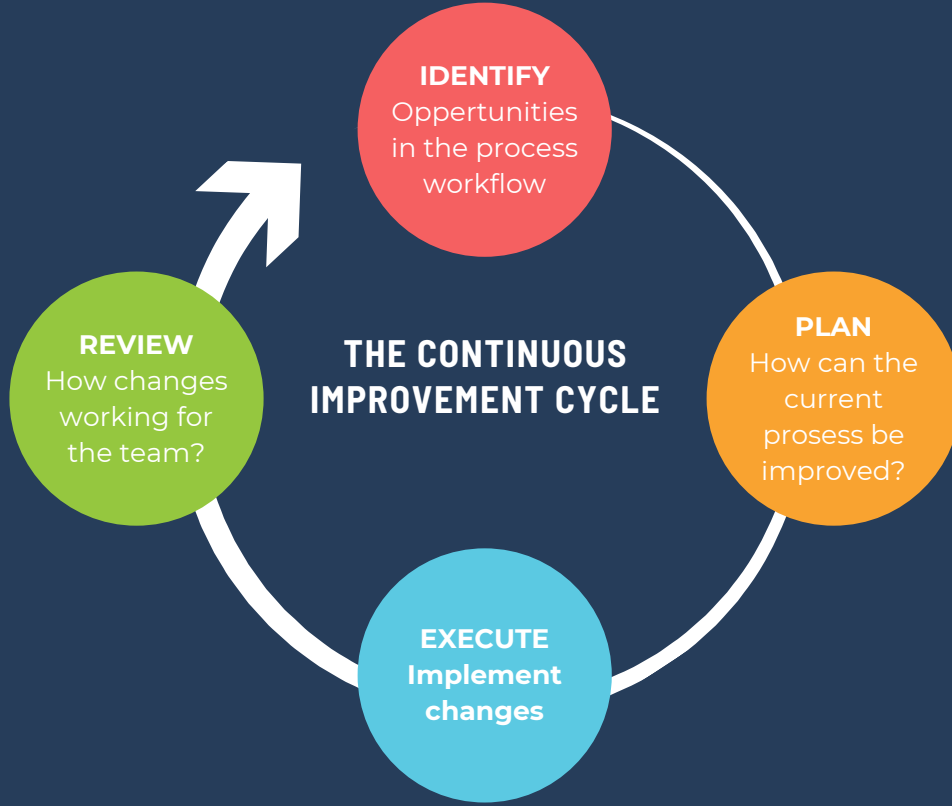 IDENTIFY
Oppertunities
in the process
workflow
PLAN
How can the
current
prosess be
improved?
EXECUTE
Implement
changes
REVIEW
How changes
working for
the team?
THE CONTINUOUS
IMPROVEMENT CYCLE